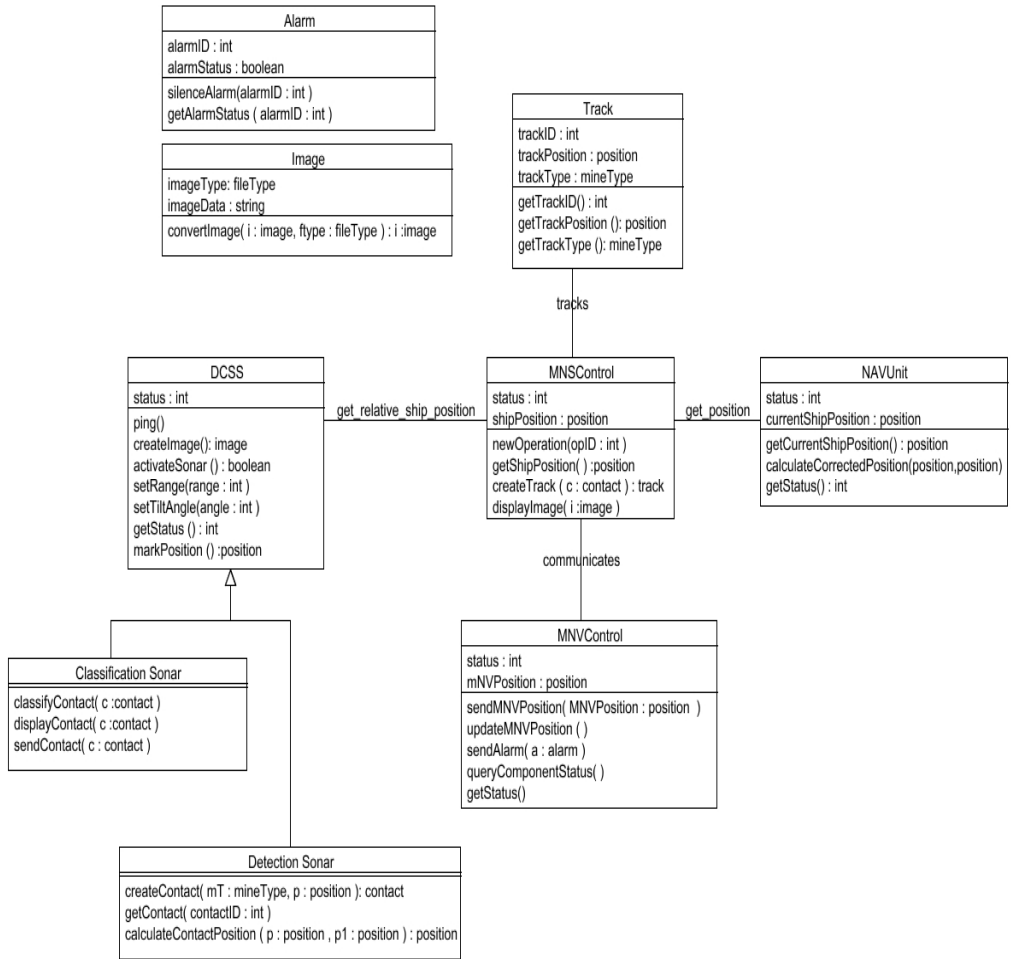 Alarm
alarmID : int
alarmStatus : boolean
silenceAlarm(alarmID : int )
getAlarmStatus ( alarmID : int )
Image
imageType: fileType
imageData : string
convertImage( i : image, ftype : fileType ) : i :image
Track
trackID : int
trackPosition : position
trackType : mineType
getTrackID() : int
getTrackPosition (): position
getTrackType (): mineType
tracks
DCSS
status : int
ping()
createImage(): image
activateSonar () : boolean
setRange(range : int )
setTiltAngle(angle : int )
getStatus () : int
markPosition () :position
get_relative_ship_position
MNSControl
status : int
shipPosition : position
newOperation(opID : int )
getShipPosition( ) :position
createTrack ( c : contact ) : track
displayImage( i :image )
get_position
NAVUnit
status : int
currentShipPosition : position
getCurrentShipPosition() : position
calculateCorrectedPosition(position,position)
getStatus() : int
communicates
MNVControl
status : int
mNVPosition : position
sendMNVPosition( MNVPosition : position )
updateMNVPosition ( )
sendAlarm( a : alarm )
queryComponentStatus( )
getStatus()
Classification Sonar
classifyContact( c :contact )
displayContact( c :contact )
sendContact( c : contact )
Detection Sonar
createContact( mT : mineType, p : position ): contact
getContact( contactID : int )
calculateContactPosition ( p : position , p1 : position ) : position